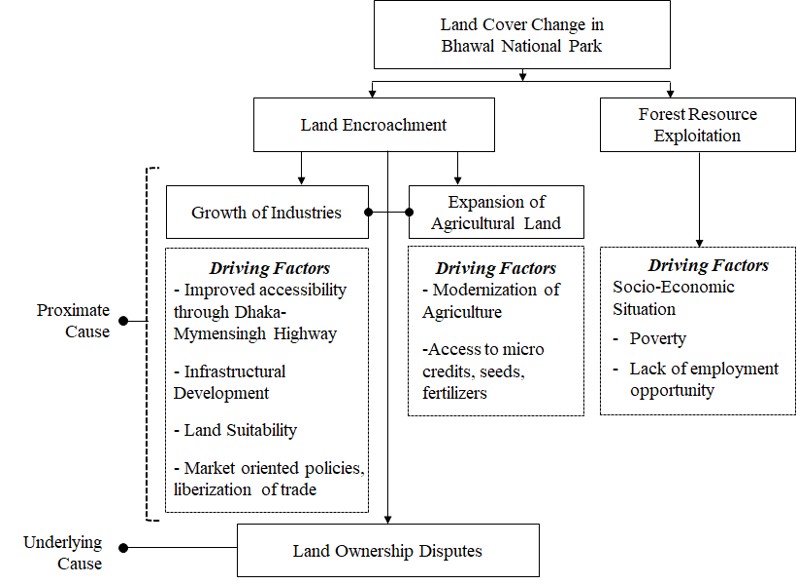 Land Cover Change in
Bhawal National Park
Land Encroachment
Forest Resource
Exploitation
Growth of Industries
Expansion of
Agricultural Land
Proximate
Cause
Driving Factors
- Improved accessibility
through Dhaka-
Mymensingh Highway
- Infrastructural
Development
- Land Suitability
- Market oriented policies,
liberization of trade
Driving Factors
- Modernization of
Agriculture
-Access to micro
credits, seeds,
fertilizers
Driving Factors
Socio-Economic
Situation
- Poverty
- Lack of employment
opportunity
Underlying
Cause
Land Ownership Disputes